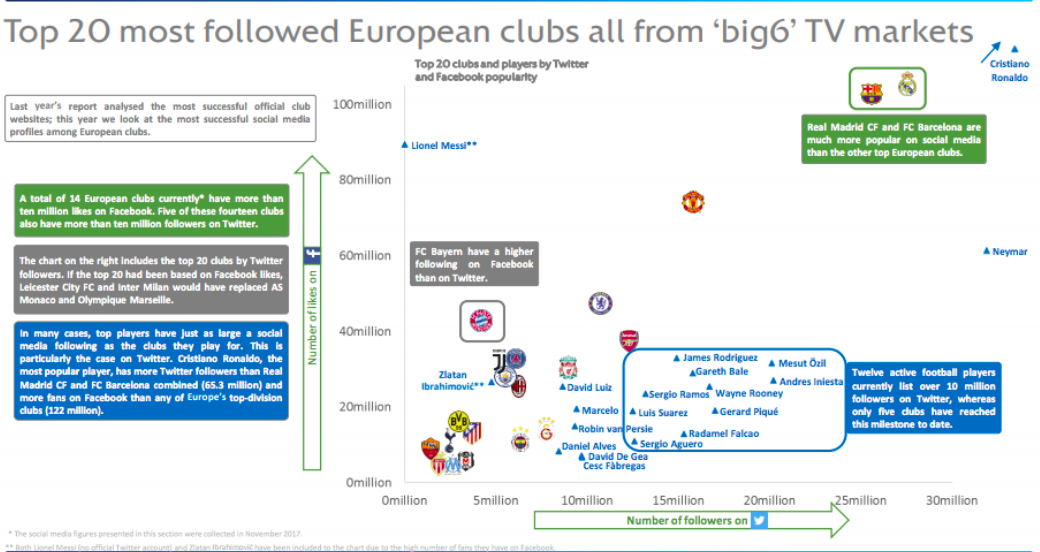 Top 20 most followed European clubs all from ‘big6’ TV markets
Top 20 clubs and players by Twitter
and Facebook popularity
Last year's report analysed the most successful official club
websites; this year we look at the most successful social media
profiles among European clubs.
A total of 14 European clubs currently* have more than
ten million likes on Facebook. Five of these fourteen clubs
also have more than ten million followers on Twitter.
The chart on the right includes the top 20 clubs by Twitter
followers. If the top 20 had been based on Facebook likes,
Leicester City FC and Inter Milan would have replaced AS
Monaco and Olympique Marseille.
In many cases, top players have just as large a social
media following as the clubs they play for. This is
particularly the case on Twitter. Cristiano Ronaldo, the
most popular player, has more Twitter followers than Real
Madrid CF and FC Barcelona combined (65.3 million) and
more fans on Facebook than any of Europe's top-division
clubs (122 million).
Number of likes on
100million
80million
60million
40million
20million
0million
Cristiano
Ronaldo
Real Madrid CF and FC Barcelona are
much more popular on social media
than the other top European clubs.
Lionel Messi**
Neymar
FC Bayern have a higher
following on Facebook
than on Twitter.
Zlatan
Ibrahimović**
James Rodriguez
Mesut Özil
Gareth Bale
Andres Iniesta
David Luiz
Sergio Ramos
Wayne Rooney
Marcelo
Luis Suarez
Gerard Piqué
Robin van Persie
Radamel Falcao
Daniel Alves
Sergio Aguero
David De Gea
Cesc Fàbregas
Twelve active football players
currently list over 10 million
followers on Twitter, whereas
only five clubs have reached
this milestone to date.
0million
5million
10million
15million
20million
25million
30million
Number of followers on
* The social media figures presented in this section were collected in November 2017.
** Both Lionel Messi (no official Twitter account) and Zlatan Ibrahimović have been included to the chart due to the high number of fans they have on Facebook.